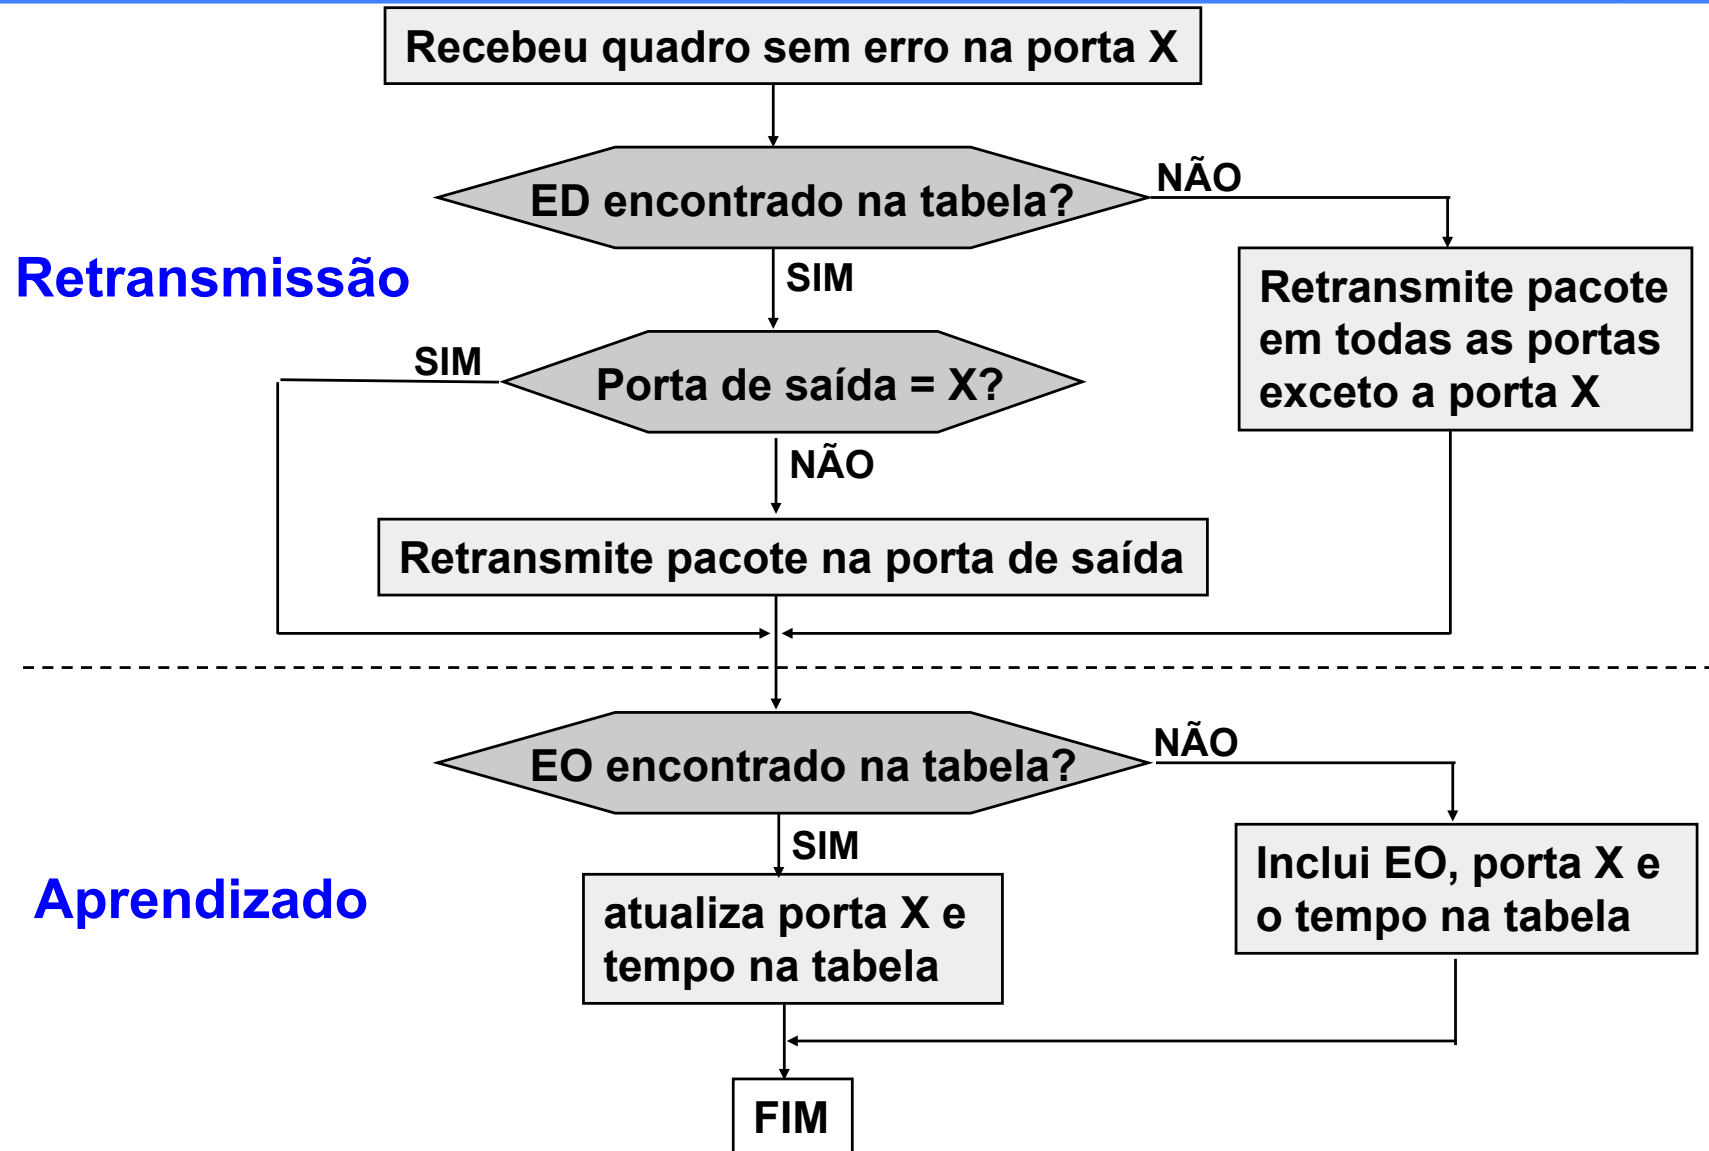 Recebeu quadro sem erro na porta X
ED encontrado na tabela?
NÃO
Retransmissão
SIM
Retransmite pacote
em todas as portas
exceto a porta X
SIM
Porta de saída = X?
NÃO
Retransmite pacote na porta de saída
EO encontrado na tabela?
NÃO
SIM
Inclui EO, porta X e
o tempo na tabela
Aprendizado
atualiza porta X e
tempo na tabela
FIM